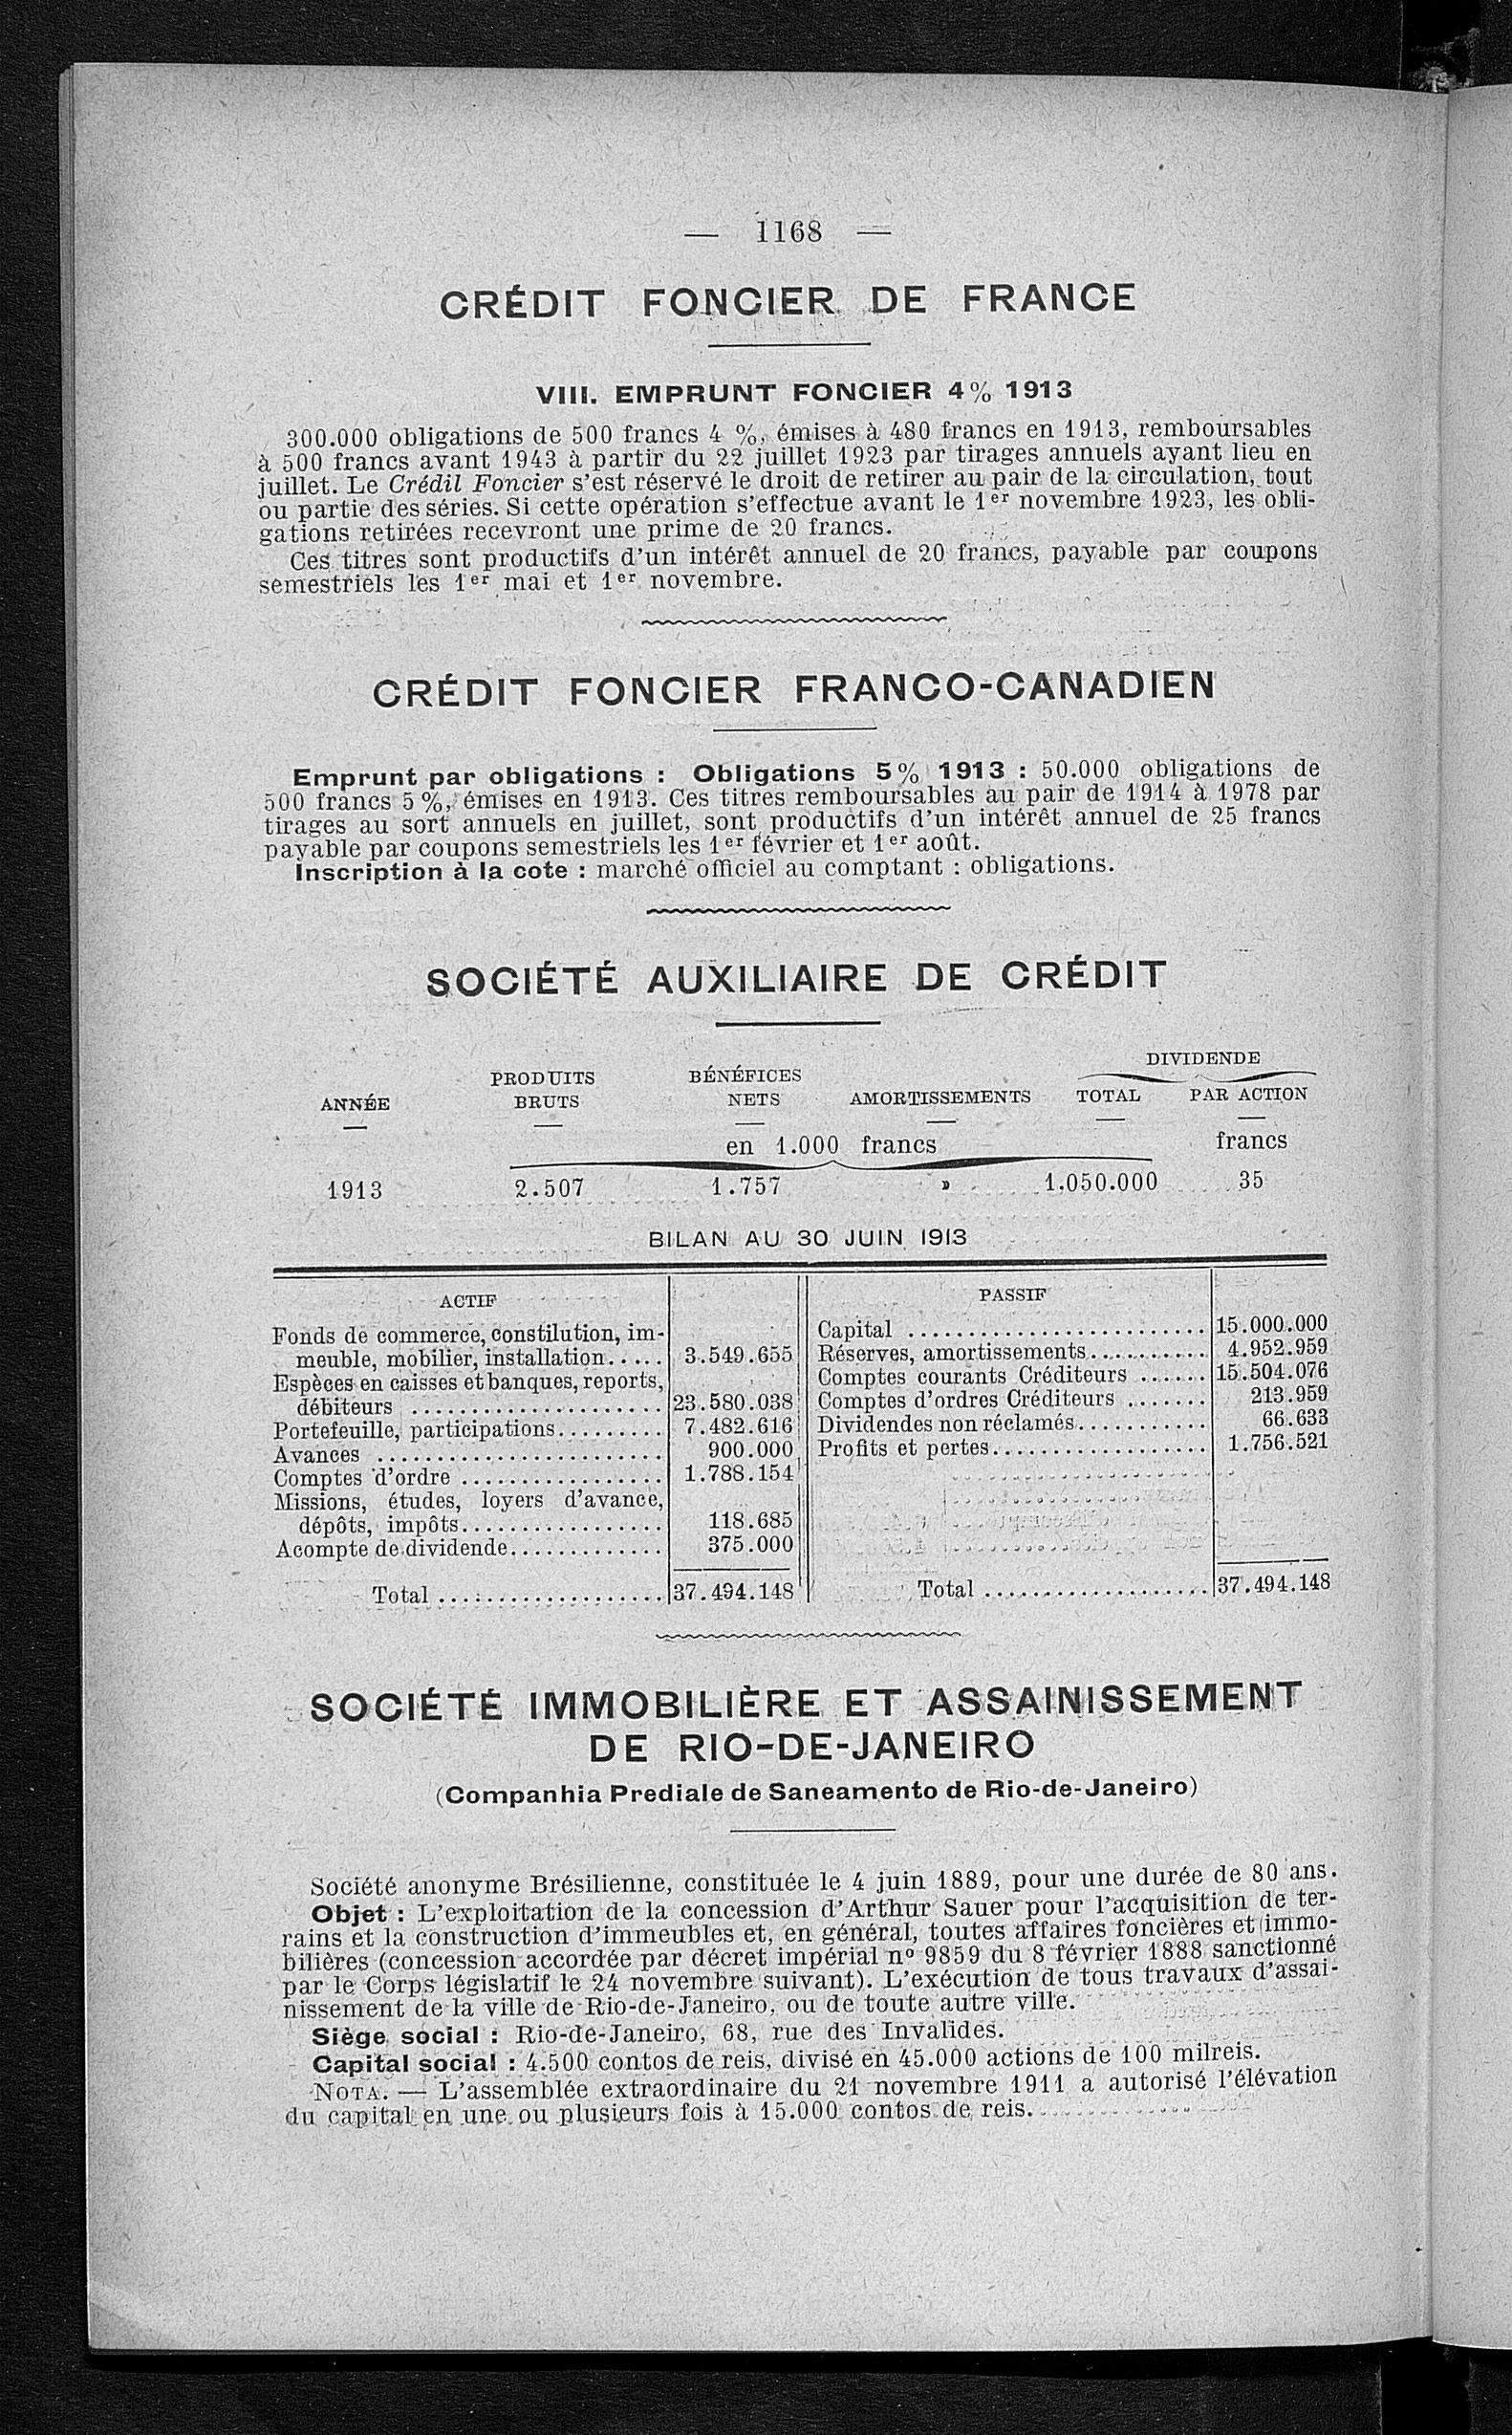 — 1168 —
CRÉDIT FONCIER DE FRANCE
VIII. EMPRUNT FONCIER 4% 1913
300.000 obligations de 500 francs 4 %, émises à 480 francs en 1913, remboursables
à 500 francs avant 1943 à partir du 22 juillet 1923 par tirages annuels ayant lieu en
juillet. Le Crédil Foncier s'est réservé le droit de retirer au pair de la circulation, tout
ou partie des séries. Si cette opération s'effectue avant le 1er novembre 1923, les obli-
gations retirées recevront une prime de 20 francs.
Ces titres sont productifs d'un intérêt annuel de 20 francs, payable par coupons
semestriels les 1er mai et 1er novembre.
CRÉDIT FONCIER FRANCO-CANADIEN
Emprunt par obligations : Obligations 5% 1913 : 50.000 obligations de
500 francs 5 %, émises en 1913. Ces titres remboursables au pair de 1914 à 1978 par
tirages au sort annuels en juillet, sont productifs d'un intérêt annuel de 25 francs
payable par coupons semestriels les 1er février et 1er août.
Inscription à la cote : marché officiel au comptant : obligations.
SOCIÉTÉ AUXILIAIRE DE CRÉDIT
DIVIDENDE
PRODUITS BÉNÉFICES
ANNÉE BRUTS NETS AMORTISSEMENTS TOTAL PAR ACTION
en 1.000 francs francs
1913 2.507 1.757 » 1.050.000 35
BILAN AU 30 JUIN 1913
ACTIF
Fonds de commerce, constilution, im-
meuble, mobilier, installation..... 3.549.655
Espèces en caisses et banques, reports,
débiteurs ..................... 23.580.038
Portefeuille, participations......... 7.482.616
Avances ........................ 900.000
Comptes d'ordre ................. 1.788.154
Missions, études, loyers d'avance,
dépôts, impôts................. 118.685
Acompte de dividende............. 375.000
Total ................... 37.494.148
PASSIF
Capital ......................... 15.000.000
Réserves, amortissements.......... 4.952.959
Comptes courants Créditeurs ...... 15.504.076
Comptes d'ordres Créditeurs ....... 213.959
Dividendes non réclamés........... 66.633
Profits et pertes.................. 1.756.521
Total ................... 37.494.148
SOCIÉTÉ IMMOBILIÈRE ET ASSAINISSEMENT
DE RIO-DE-JANEIRO
(Companhia Prediale de Saneamento de Rio-de-Janeiro)
Société anonyme Brésilienne, constituée le 4 juin 1889, pour une durée de 80 ans.
Objet : L'exploitation de la concession d'Arthur Sauer pour l'acquisition de ter-
rains et la construction d'immeubles et, en général, toutes affaires foncières et immo-
bilières (concession accordée par décret impérial no 9859 du 8 février 1888 sanctionné
par le Corps législatif le 24 novembre suivant). L'exécution de tous travaux d'assai-
nissement de la ville de Rio-de-Janeiro, ou de toute autre ville.
Siège social : Rio-de-Janeiro, 68, rue des Invalides.
Capital social : 4.500 contos de reis, divisé en 45.000 actions de 100 milreis.
NOTA. — L'assemblée extraordinaire du 21 novembre 1911 a autorisé l'élévation
du capital en une ou plusieurs fois à 15.000 contos de reis.